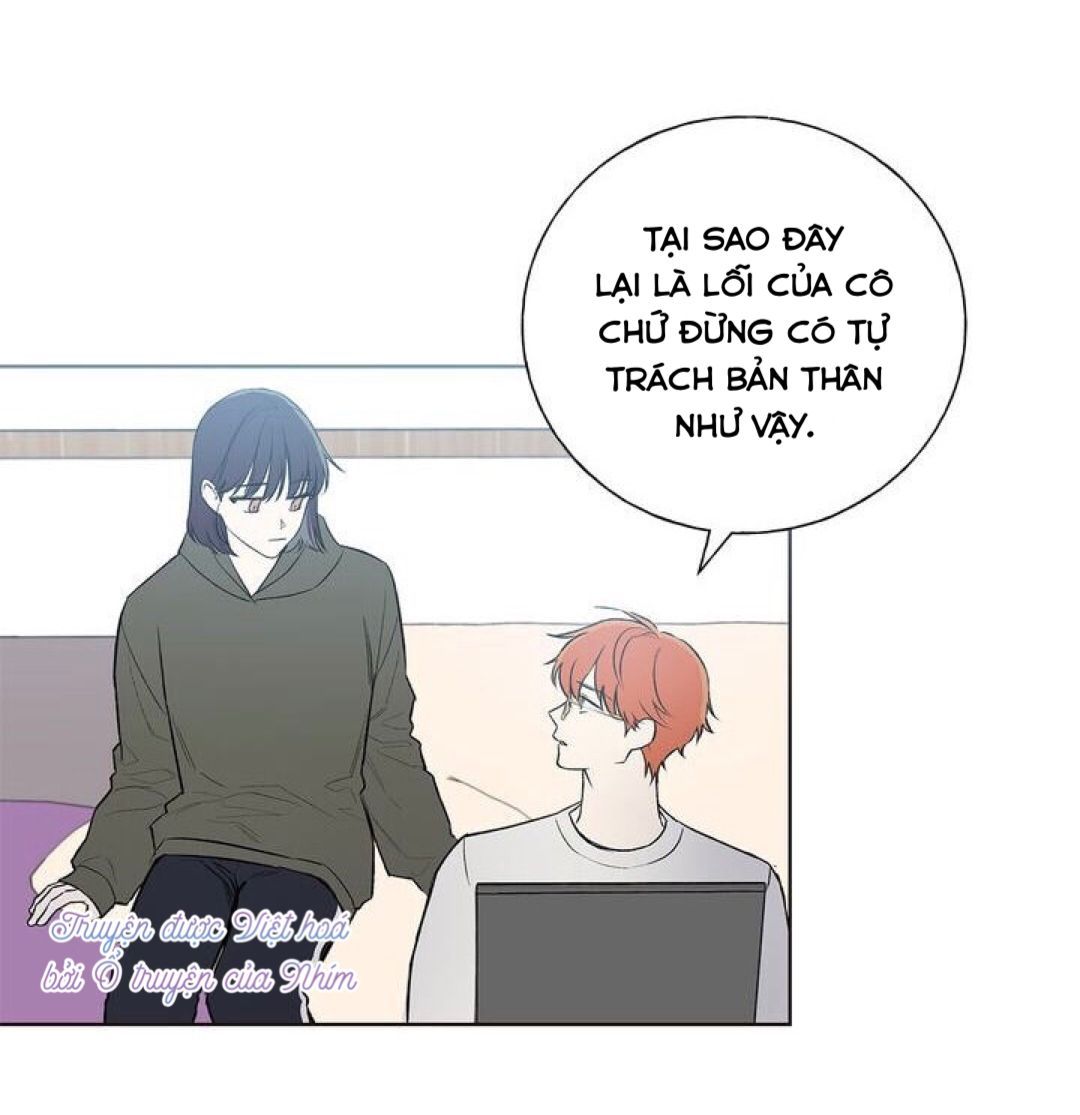 TẠI SAO ĐÂY
LẠI LÀ LỖI CỦA CÔ
CHỨ ĐỪNG CÓ TỰ
TRÁCH BẢN THÂN
NHƯ VẬY.
Truyện được Việt hoá
bởi Ổ truyện của Nhím